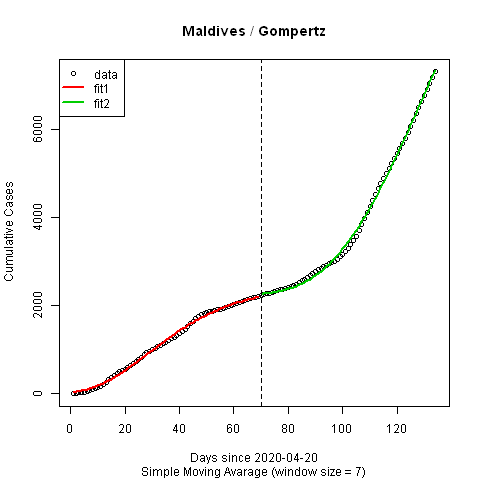 Maldives / Gompertz
data
fit1
fit2
Cumulative Cases
6000
4000
2000
0
0 20 40 60 80 100 120
Days since 2020-04-20
Simple Moving Avarage (window size = 7)